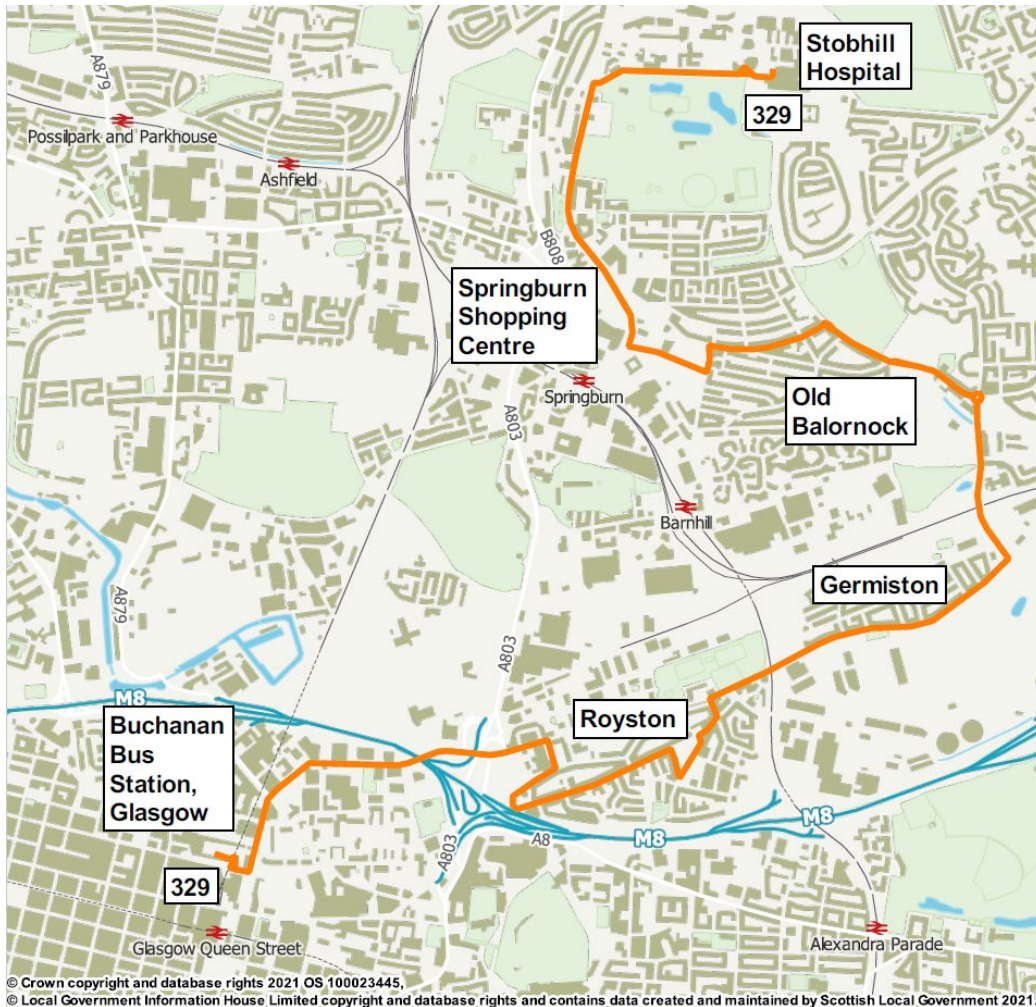 Stobhill
Hospital
329
A879
Possilpark and Parkhouse
Ashfield
B808
Springburn
Shopping
Centre
Springburn
A803
Old
Balornock
Barnhill
Germiston
A879
A803
M8
Royston
Buchanan
Bus
Station,
Glasgow
M8
A803
A8
M8
329
Glasgow Queen Street
Alexandra Parade
© Crown copyright and database rights 2021 OS 100023445,
© Local Government Information House Limited copyright and database rights and contains data created and maintained by Scottish Local Government 202